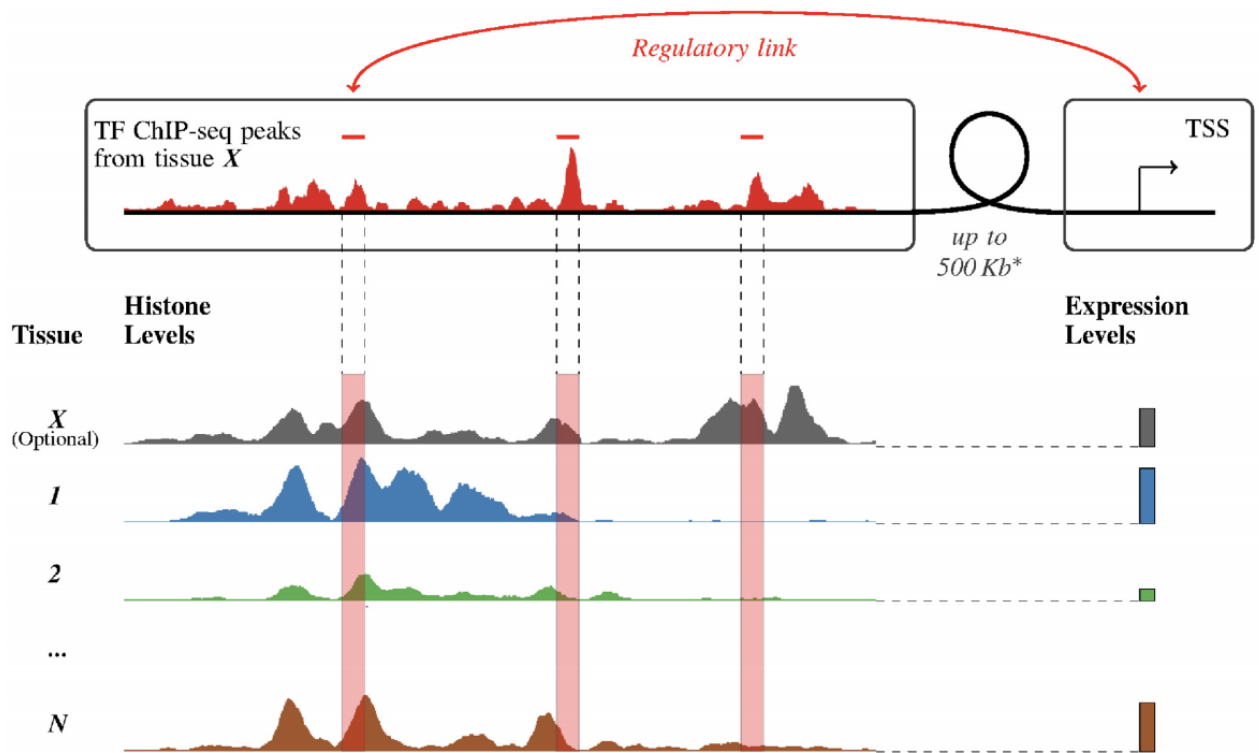 Regulatory link
TF ChIP-seq peaks
from tissue X
TSS
up to
500 Kb*
Histone
Levels
Tissue
Expression
Levels
X
(Optional)
1
2
...
N